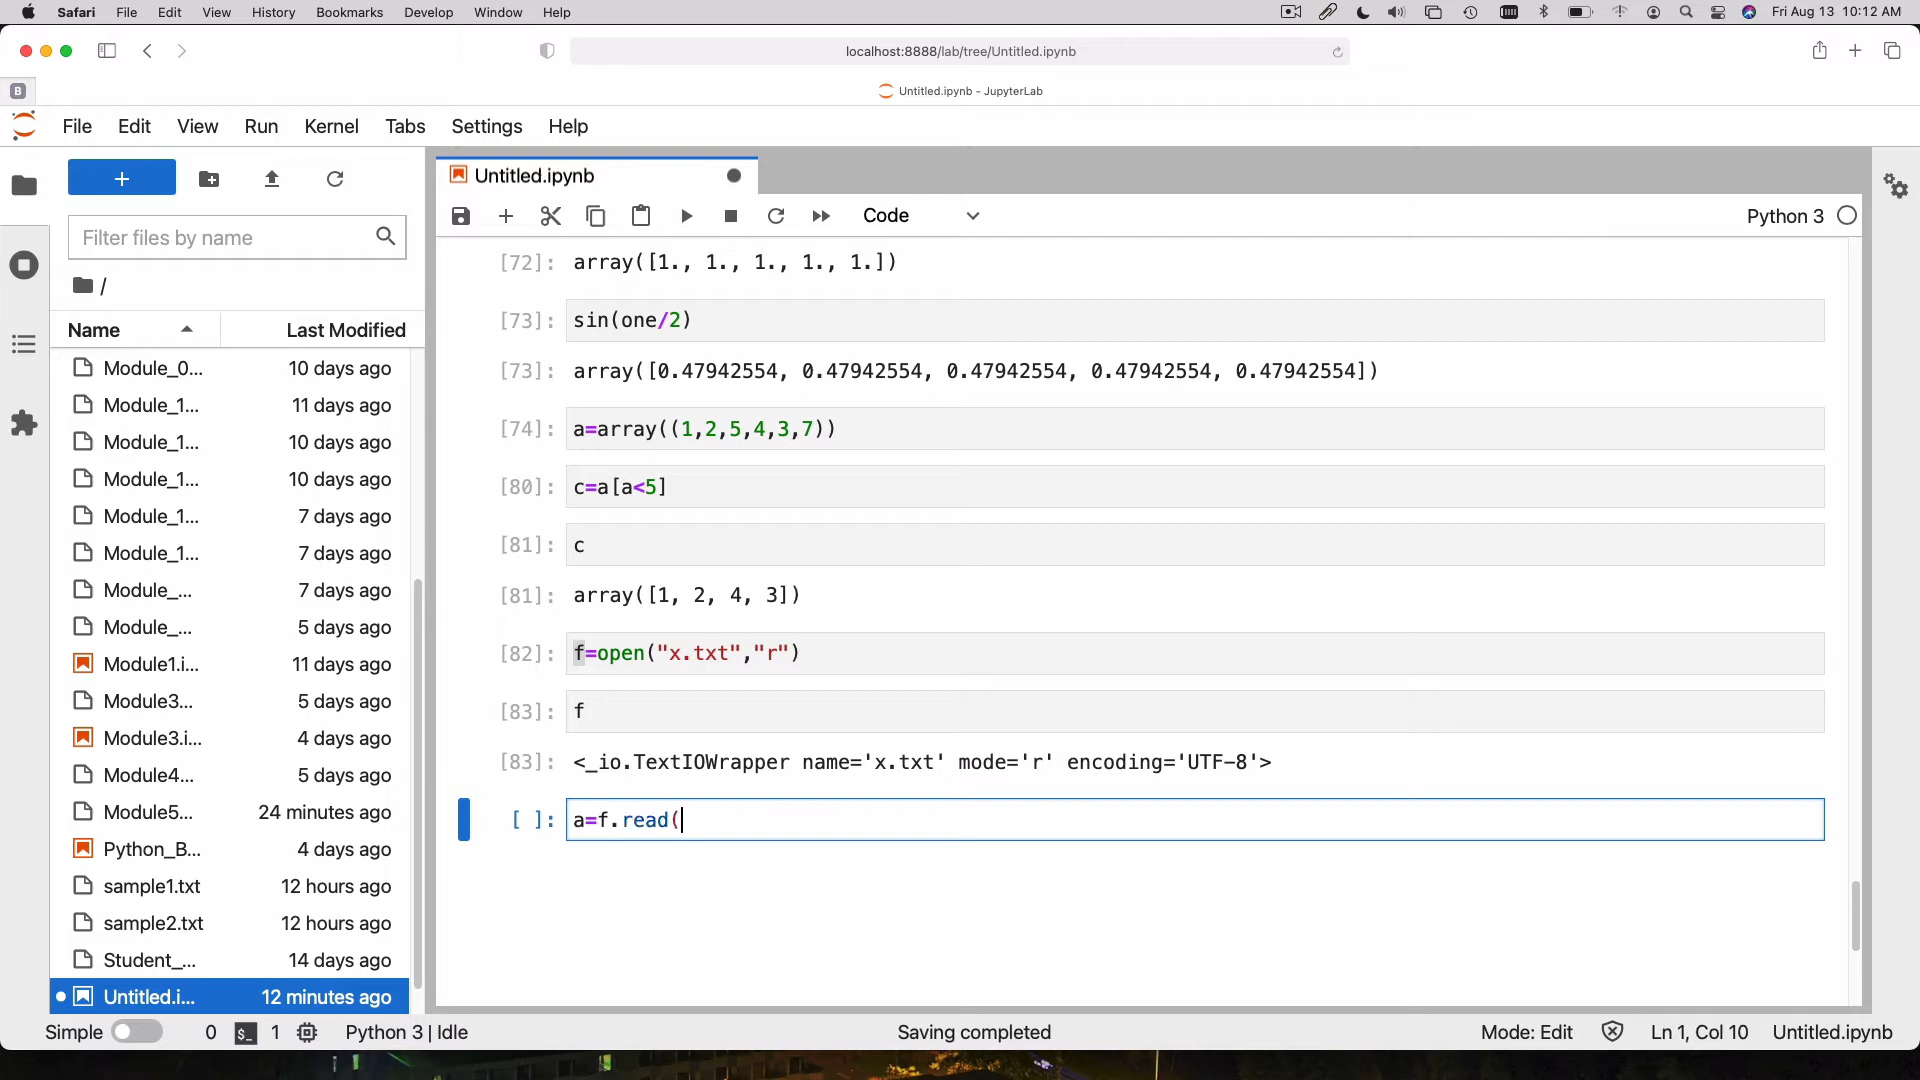 Safari File Edit View History Bookmarks Develop Window Help Fri Aug 13 10:12 AM
localhost:8888/lab/tree/Untitled.ipynb
B
Untitled.ipynb - JupyterLab
File Edit View Run Kernel Tabs Settings Help
Untitled.ipynb
+
Filter files by name
/
Name Last Modified
Module_0... 10 days ago
Module_1... 11 days ago
Module_1... 10 days ago
Module_1... 10 days ago
Module_1... 7 days ago
Module_1... 7 days ago
Module_... 7 days ago
Module_... 5 days ago
Module1.i... 11 days ago
Module3... 5 days ago
Module3.i... 4 days ago
Module4... 5 days ago
Module5... 24 minutes ago
Python_B... 4 days ago
sample1.txt 12 hours ago
sample2.txt 12 hours ago
Student_... 14 days ago
Untitled.i... 12 minutes ago
Code Python 3
[72]: array([1., 1., 1., 1., 1.])
[73]: sin(one/2)
[73]: array([0.47942554, 0.47942554, 0.47942554, 0.47942554, 0.47942554])
[74]: a=array((1,2,5,4,3,7))
[80]: c=a[a<5]
[81]: c
[81]: array([1, 2, 4, 3])
[82]: f=open("x.txt","r")
[83]: f
[83]: <_io.TextIOWrapper name='x.txt' mode='r' encoding='UTF-8'>
[ ]: a=f.read(
Simple 0 $_ 1 Python 3 | Idle Saving completed Mode: Edit Ln 1, Col 10 Untitled.ipynb